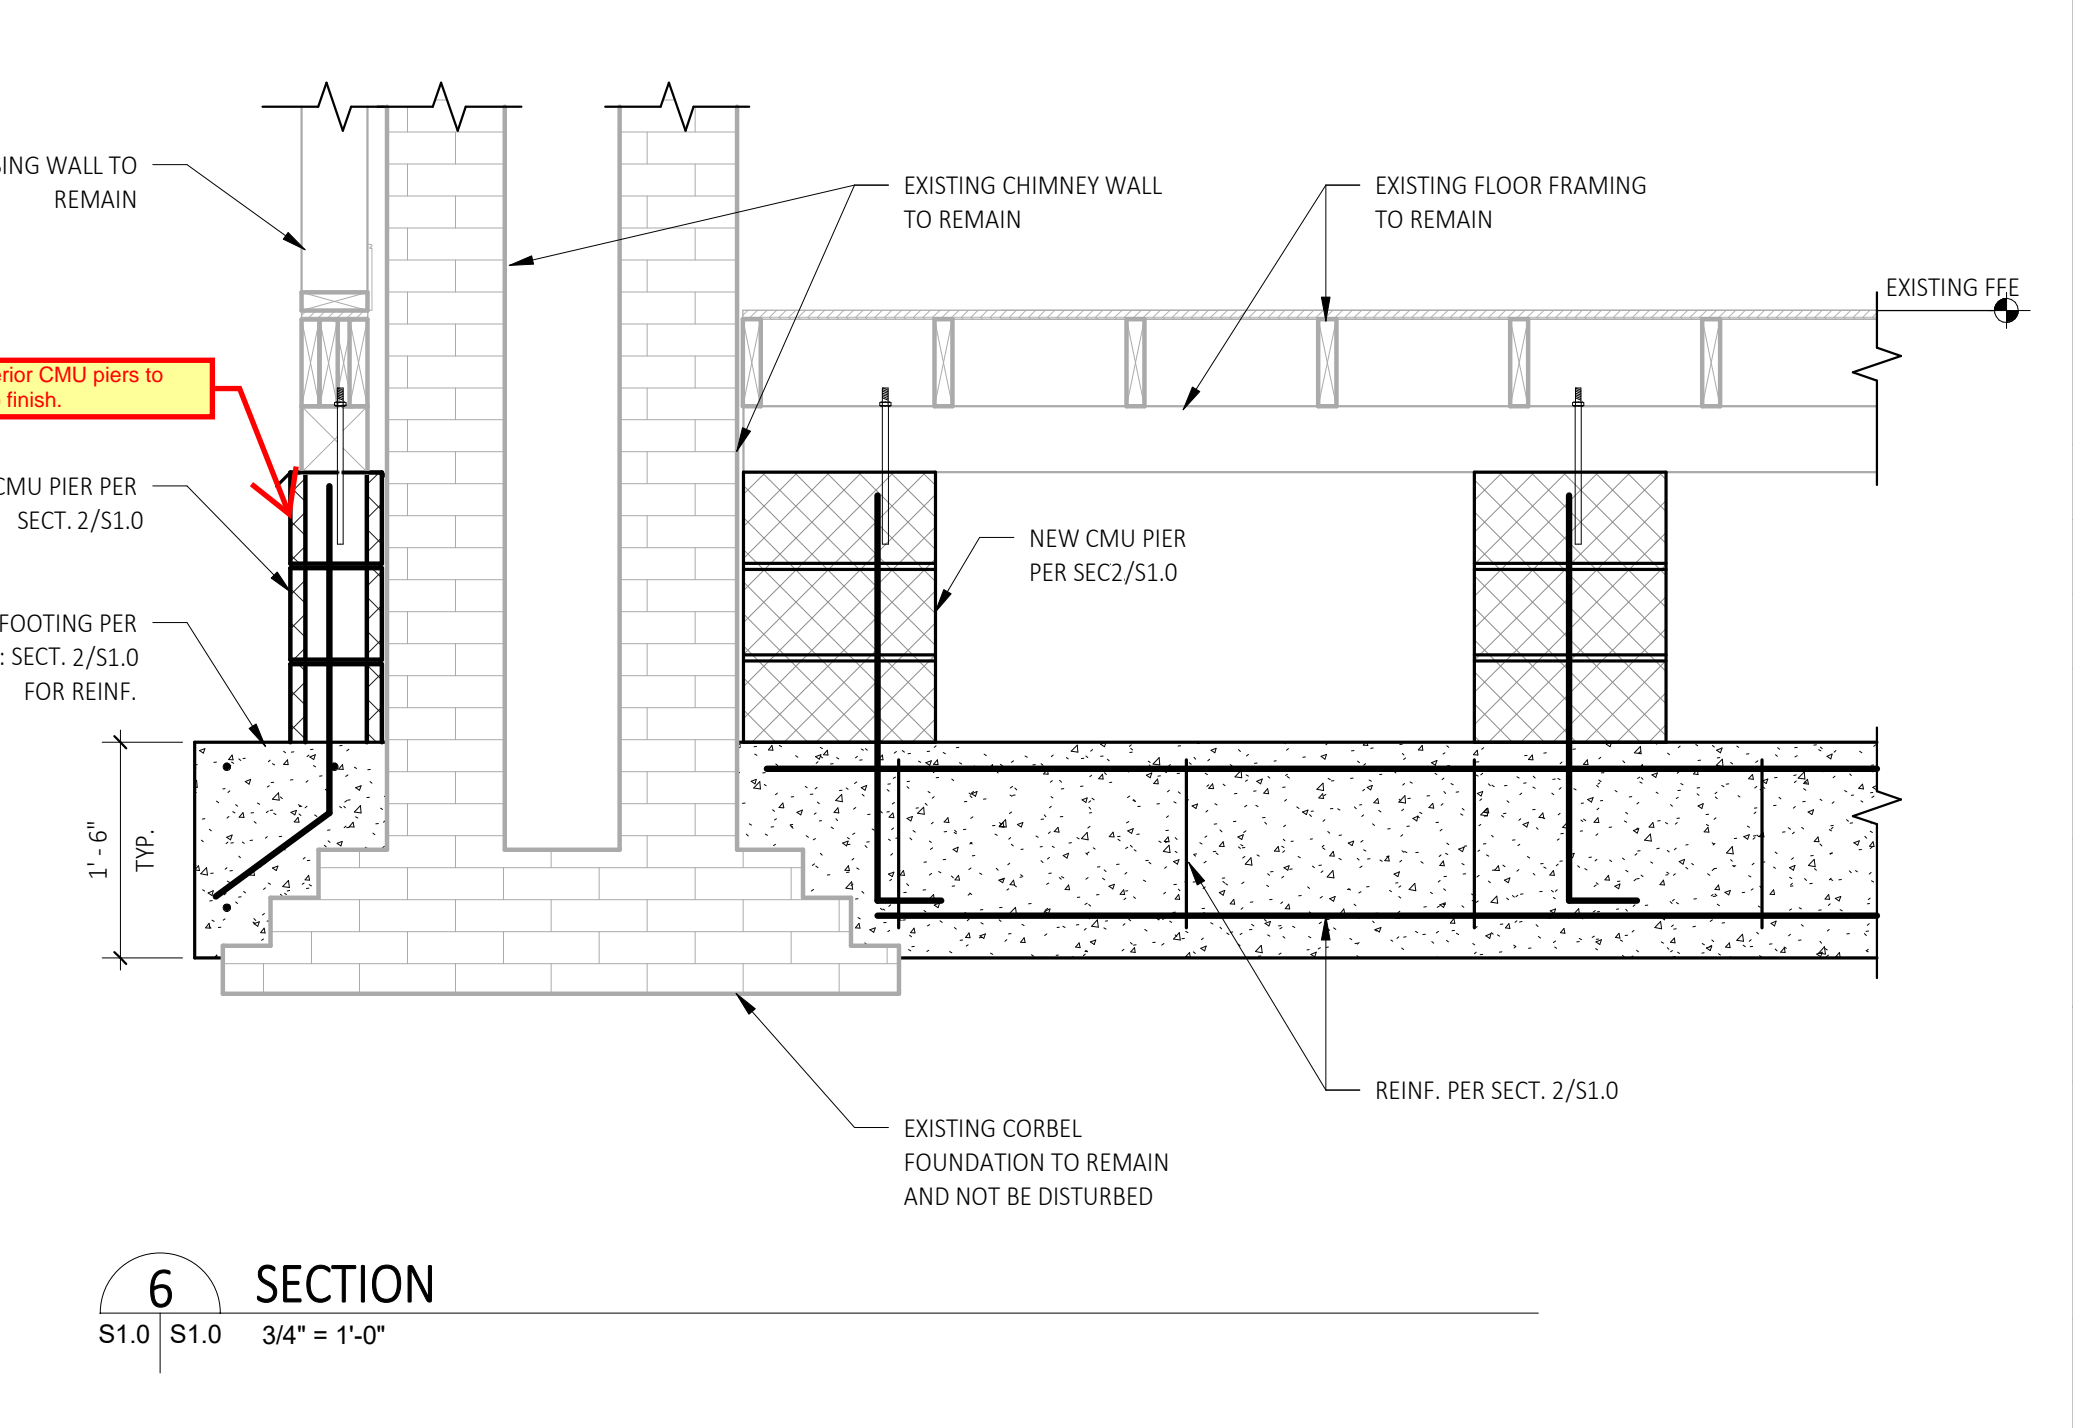 WALL TO
REMAIN
EXISTING CHIMNEY WALL
TO REMAIN
EXISTING FLOOR FRAMING
TO REMAIN
EXISTING FFE
CMU piers to
finish.
CMU PIER PER
SECT. 2/S1.0
NEW CMU PIER
PER SEC2/S1.0
FOOTING PER
: SECT. 2/S1.0
FOR REINF.
1' - 6"
TYP.
REINF. PER SECT. 2/S1.0
EXISTING CORBEL
FOUNDATION TO REMAIN
AND NOT BE DISTURBED
6
SECTION
S1.0
S1.0
3/4" = 1'-0"